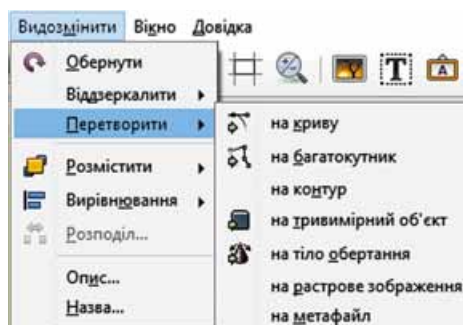 Видозмінити Вікно Довідка
Обернути
Віддзеркалити
Перетворити
Розмістити
Вирівнювання
Розподіл...
Опис...
Назва...
на криву
на багатокутник
на контур
на тривимірний об'єкт
на тіло обертання
на растрове зображення
на метафайл